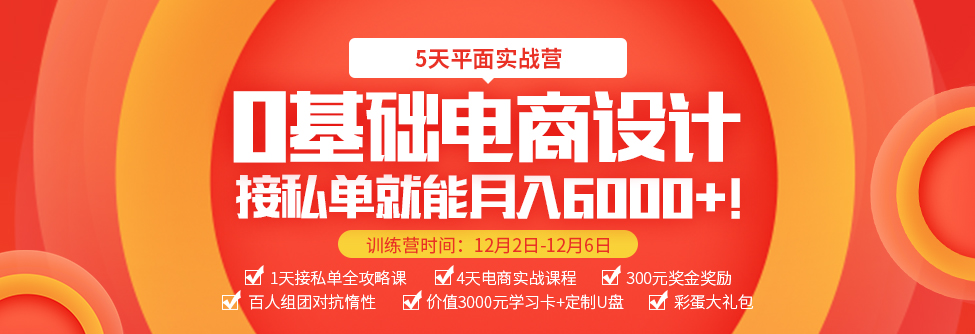 5天平面实战营
0基础电商设计
接私单就能月入6000+!
训练营时间：12月2日-12月6日
1天接私单全攻略课 4天电商实战课程 300元奖金奖励
百人组团对抗惰性 价值3000元学习卡+定制U盘 彩蛋大礼包